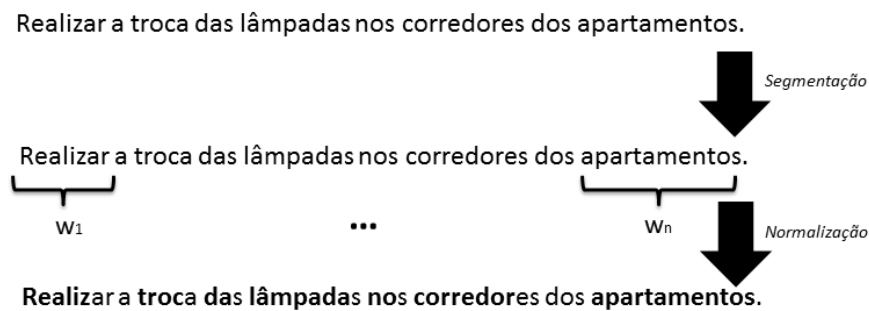 Realizar a troca das lâmpadas nos corredores dos apartamentos.
Segmentação
Realizar a troca das lâmpadas nos corredores dos apartamentos.
w1 ... wn
Normalização
Realizar a troca das lâmpadas nos corredores dos apartamentos.